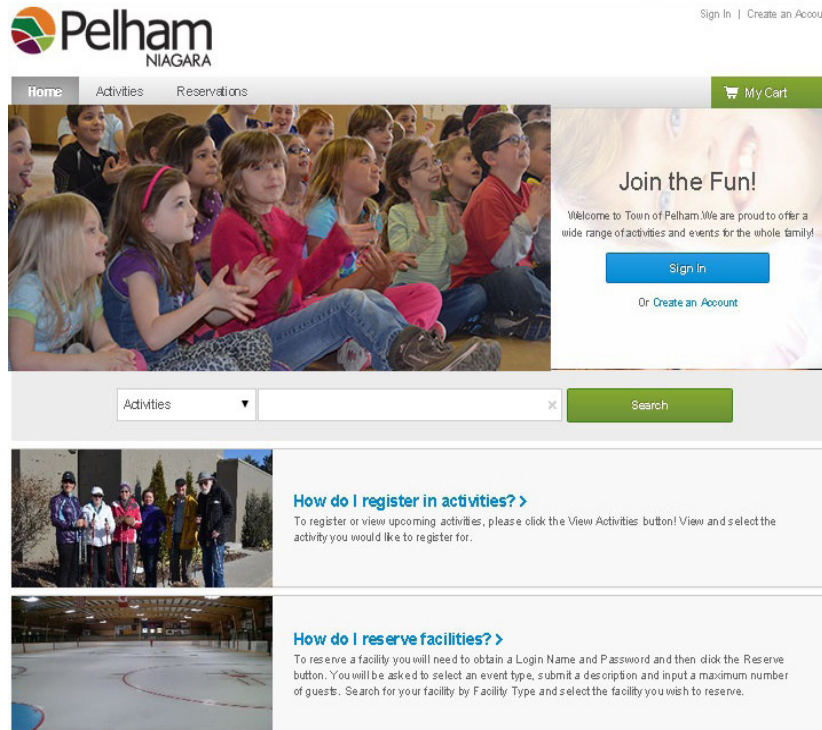 Pelham
NIAGARA
Sign In | Create an Accou
Home
Activities
Reservations
My Cart
Join the Fun!
Welcome to Town of Pelham.We are proud to offer a
wide range of activities and events for the whole family!
Sign In
Or Create an Account
Activities
Search
How do I register in activities? >
To register or view upcoming activities, please click the View Activities button! View and select the
activity you would like to register for.
How do I reserve facilities? >
To reserve a facility you will need to obtain a Login Name and Password and then click the Reserve
button. You will be asked to select an event type, submit a description and input a maximum number
of guests. Search for your facility by Facility Type and select the facility you wish to reserve.